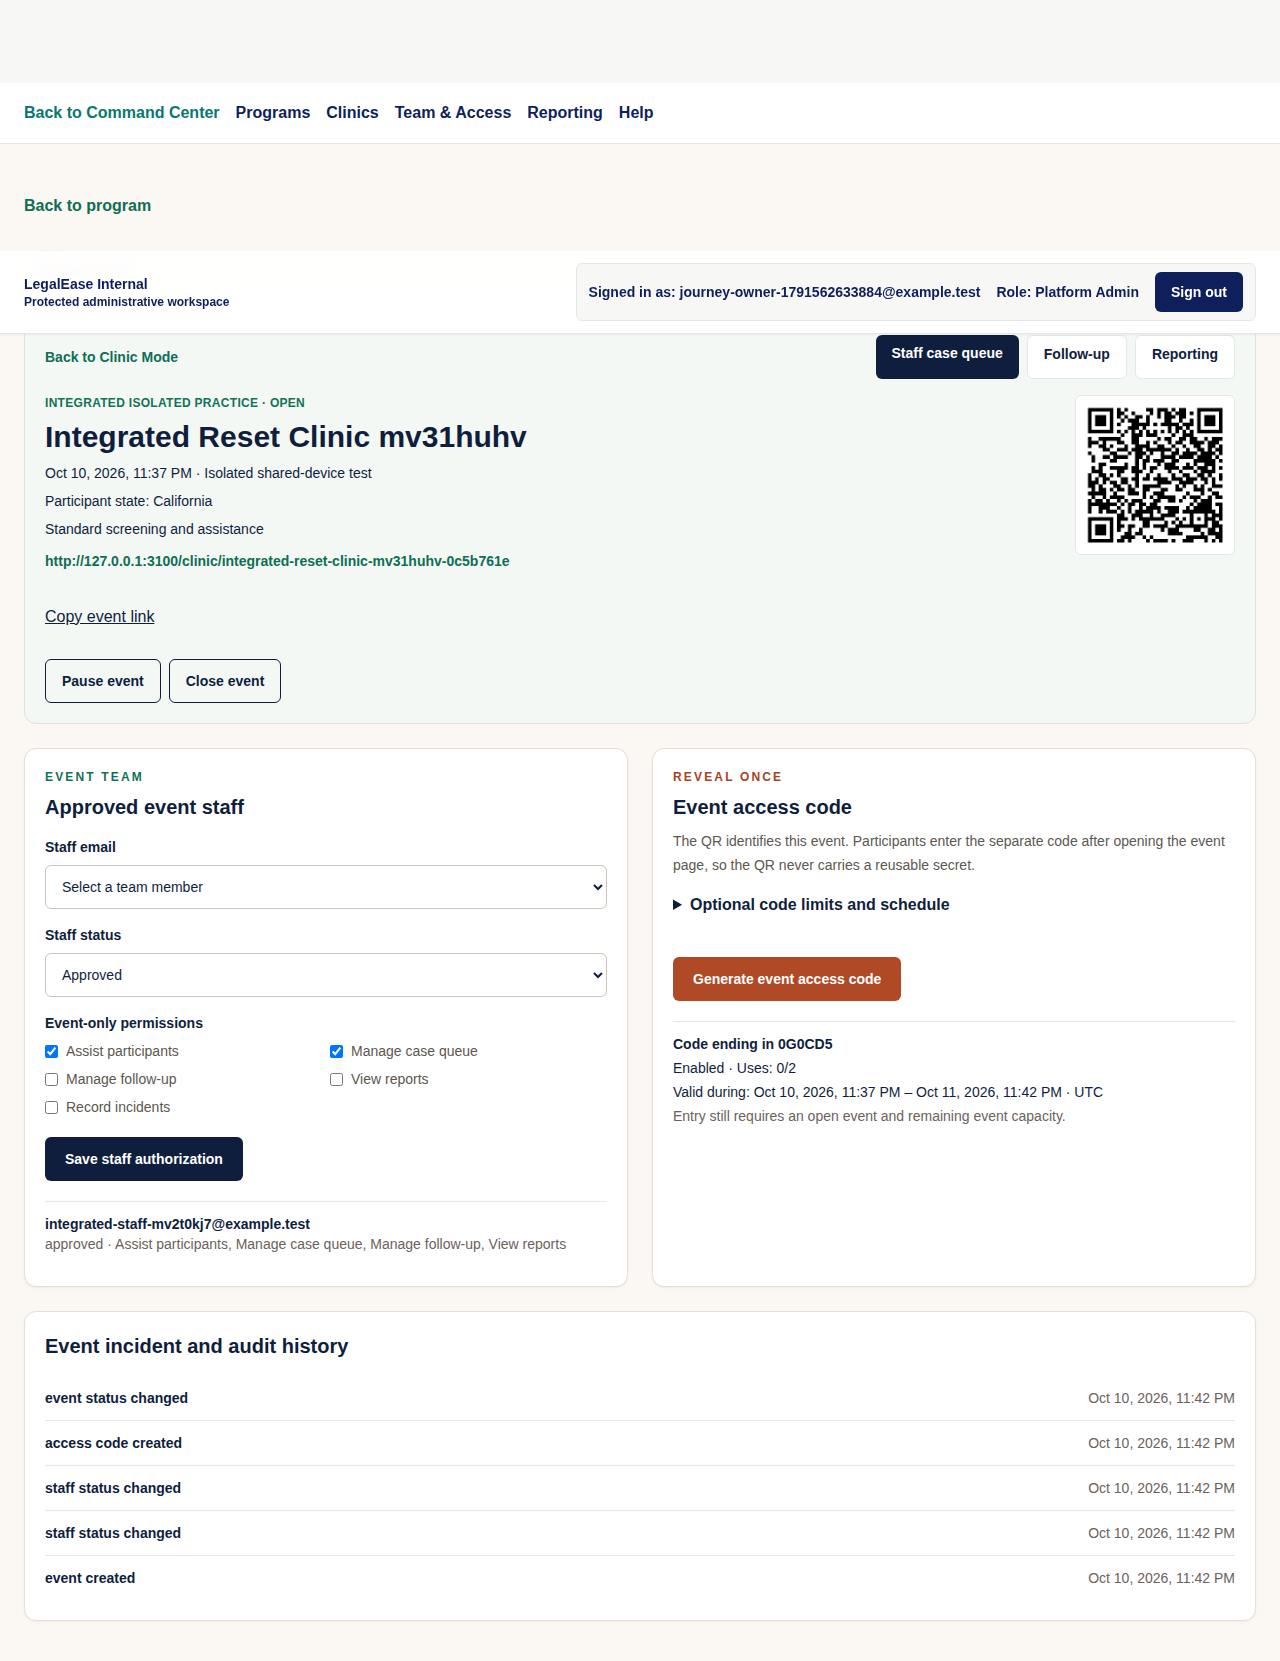 Back to Command Center Programs Clinics Team & Access Reporting Help
Back to program
LegalEase Internal
Protected administrative workspace
Signed in as: journey-owner-1791562633884@example.test Role: Platform Admin Sign out
Back to Clinic Mode
Staff case queue Follow-up Reporting
INTEGRATED ISOLATED PRACTICE · OPEN
Integrated Reset Clinic mv31huhv
Oct 10, 2026, 11:37 PM · Isolated shared-device test
Participant state: California
Standard screening and assistance
http://127.0.0.1:3100/clinic/integrated-reset-clinic-mv31huhv-0c5b761e
Copy event link
Pause event Close event
EVENT TEAM
Approved event staff
Staff email
Select a team member
Staff status
Approved
Event-only permissions
Assist participants Manage case queue
Manage follow-up View reports
Record incidents
Save staff authorization
integrated-staff-mv2t0kj7@example.test
approved · Assist participants, Manage case queue, Manage follow-up, View reports
REVEAL ONCE
Event access code
The QR identifies this event. Participants enter the separate code after opening the event
page, so the QR never carries a reusable secret.
Optional code limits and schedule
Generate event access code
Code ending in 0G0CD5
Enabled · Uses: 0/2
Valid during: Oct 10, 2026, 11:37 PM – Oct 11, 2026, 11:42 PM · UTC
Entry still requires an open event and remaining event capacity.
Event incident and audit history
event status changed Oct 10, 2026, 11:42 PM
access code created Oct 10, 2026, 11:42 PM
staff status changed Oct 10, 2026, 11:42 PM
staff status changed Oct 10, 2026, 11:42 PM
event created Oct 10, 2026, 11:42 PM